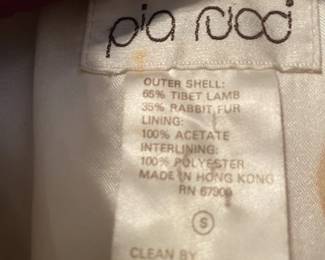 pia rucci
OUTER SHELL:
65% TIBET LAMB
35% RABBIT FUR
LINING:
100% ACETATE
INTERLINING:
100% POLYESTER
MADE IN HONG KONG
RN 67909
S
CLEAN BY